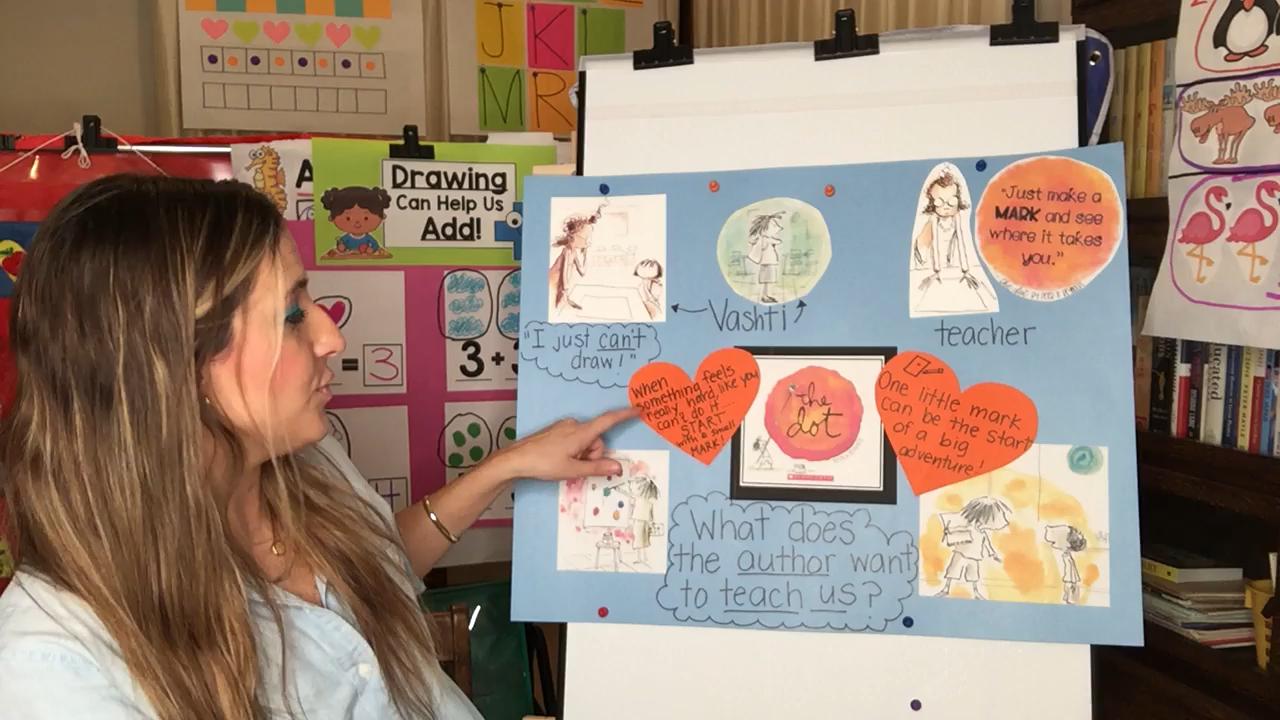 J K L
M R
A
Drawing
Can Help Us
Add!
= 3
3 + 3
"Just make a
MARK and see
where it takes
you."
"I just can't
draw!"
Vashti
teacher
When
something feels
really hard, like you
can't do it...
START
with a small
MARK!
the
dot
SCHOLASTIC
One little mark
can be the start
of a big
adventure!
What does
the author want
to teach us?